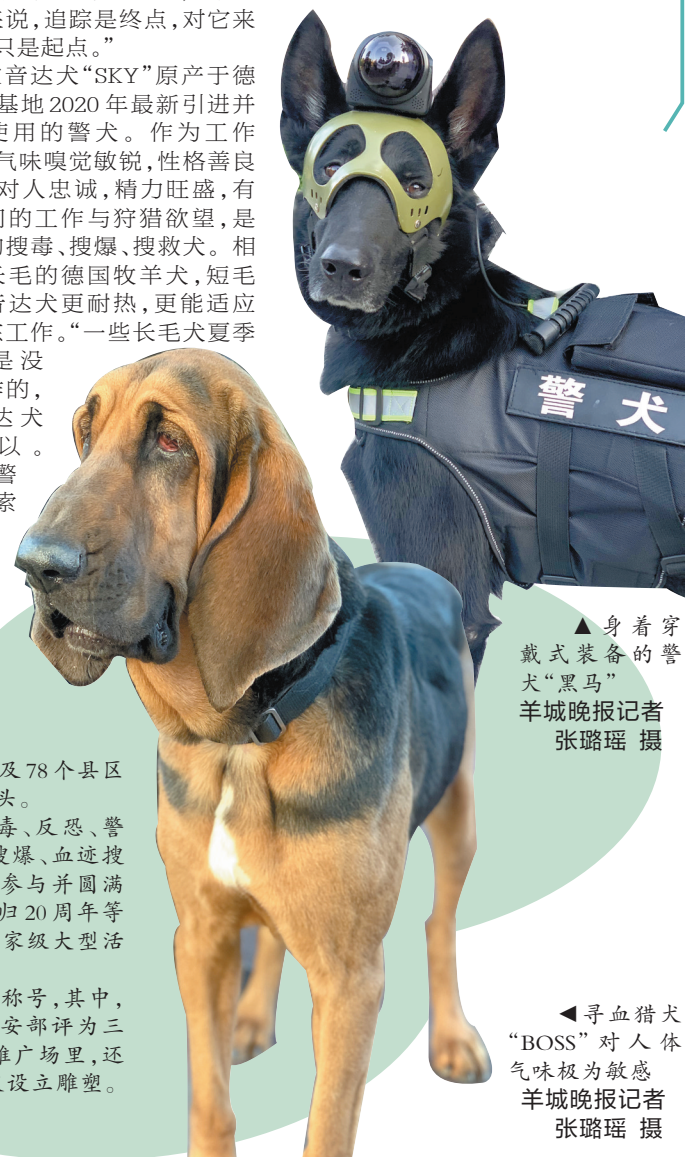 来说，追踪是终点，对它来
只是起点。”
音达犬“SKY”原产于德
基地 2020 年最新引进并
使用的警犬。作为工作
气味嗅觉敏锐，性格善良
对人忠诚，精力旺盛，有
的工作与狩猎欲望，是
搜毒、搜爆、搜救犬。相
长毛的德国牧羊犬，短毛
音达犬更耐热，更能适应
工作。“一些长毛犬夏季
是没
作的，
达犬
以。
警
索
警犬
▲身着穿
戴式装备的警
犬“黑马”
羊城晚报记者
张璐瑶 摄
及 78 个县区
头。
毒、反恐、警
搜爆、血迹搜
参与并圆满
归 20 周年等
家级大型活
称号，其中，
安部评为三
雄广场里，还
设立雕塑。
◀寻血猎犬
“BOSS”对人体
气味极为敏感
羊城晚报记者
张璐瑶 摄